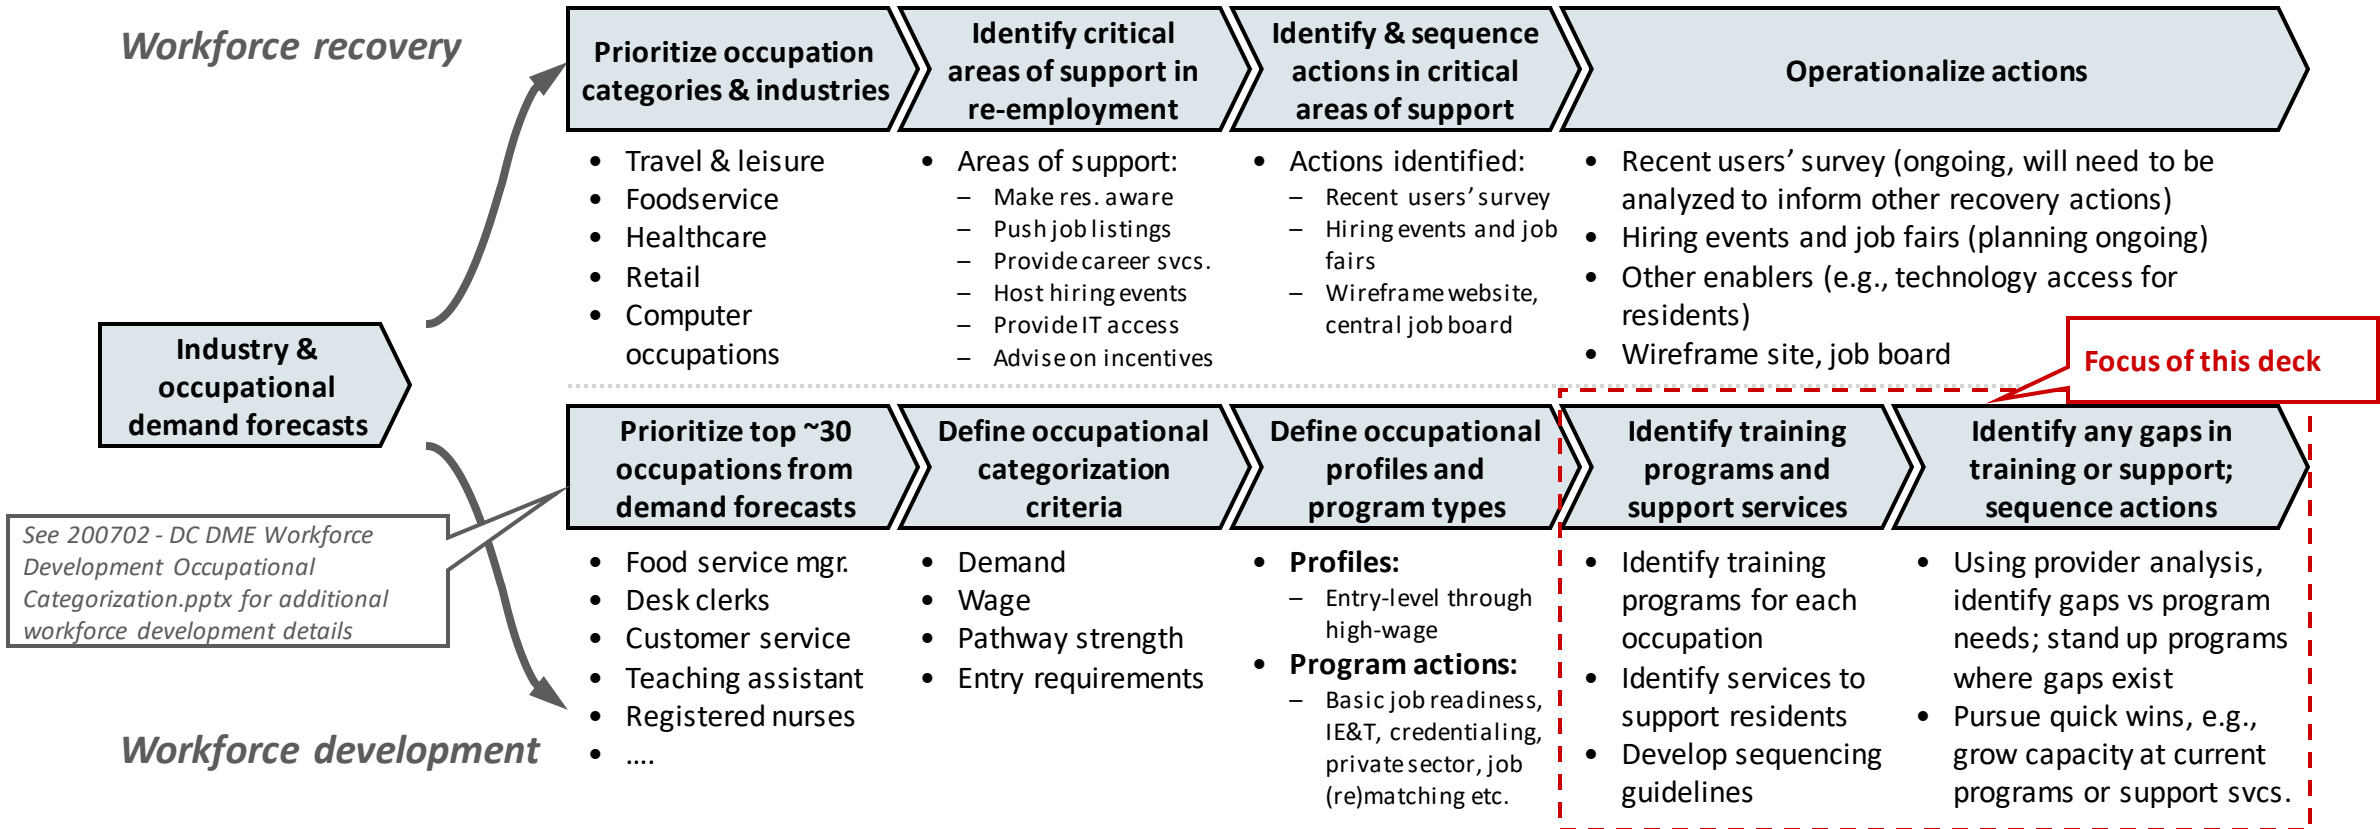 Workforce recovery
Prioritize occupation
categories & industries
Identify critical
areas of support in
re-employment
Identify & sequence
actions in critical
areas of support
Operationalize actions
• Travel & leisure
• Foodservice
• Healthcare
• Retail
• Computer
occupations
• Areas of support:
– Make res. aware
– Push job listings
– Provide career svcs.
– Host hiring events
– Provide IT access
– Advise on incentives
• Actions identified:
– Recent users’ survey
– Hiring events and job
fairs
– Wireframe website,
central job board
• Recent users’ survey (ongoing, will need to be
analyzed to inform other recovery actions)
• Hiring events and job fairs (planning ongoing)
• Other enablers (e.g., technology access for
residents)
• Wireframe site, job board
Industry &
occupational
demand forecasts
Focus of this deck
Prioritize top ~30
occupations from
demand forecasts
Define occupational
categorization
criteria
Define occupational
profiles and
program types
Identify training
programs and
support services
Identify any gaps in
training or support;
sequence actions
See 200702 - DC DME Workforce
Development Occupational
Categorization.pptx for additional
workforce development details
• Food service mgr.
• Desk clerks
• Customer service
• Teaching assistant
• Registered nurses
• ....
• Demand
• Wage
• Pathway strength
• Entry requirements
• Profiles:
– Entry-level through
high-wage
• Program actions:
– Basic job readiness,
IE&T, credentialing,
private sector, job
(re)matching etc.
• Identify training
programs for each
occupation
• Identify services to
support residents
• Develop sequencing
guidelines
• Using provider analysis,
identify gaps vs program
needs; stand up programs
where gaps exist
• Pursue quick wins, e.g.,
grow capacity at current
programs or support svcs.
Workforce development